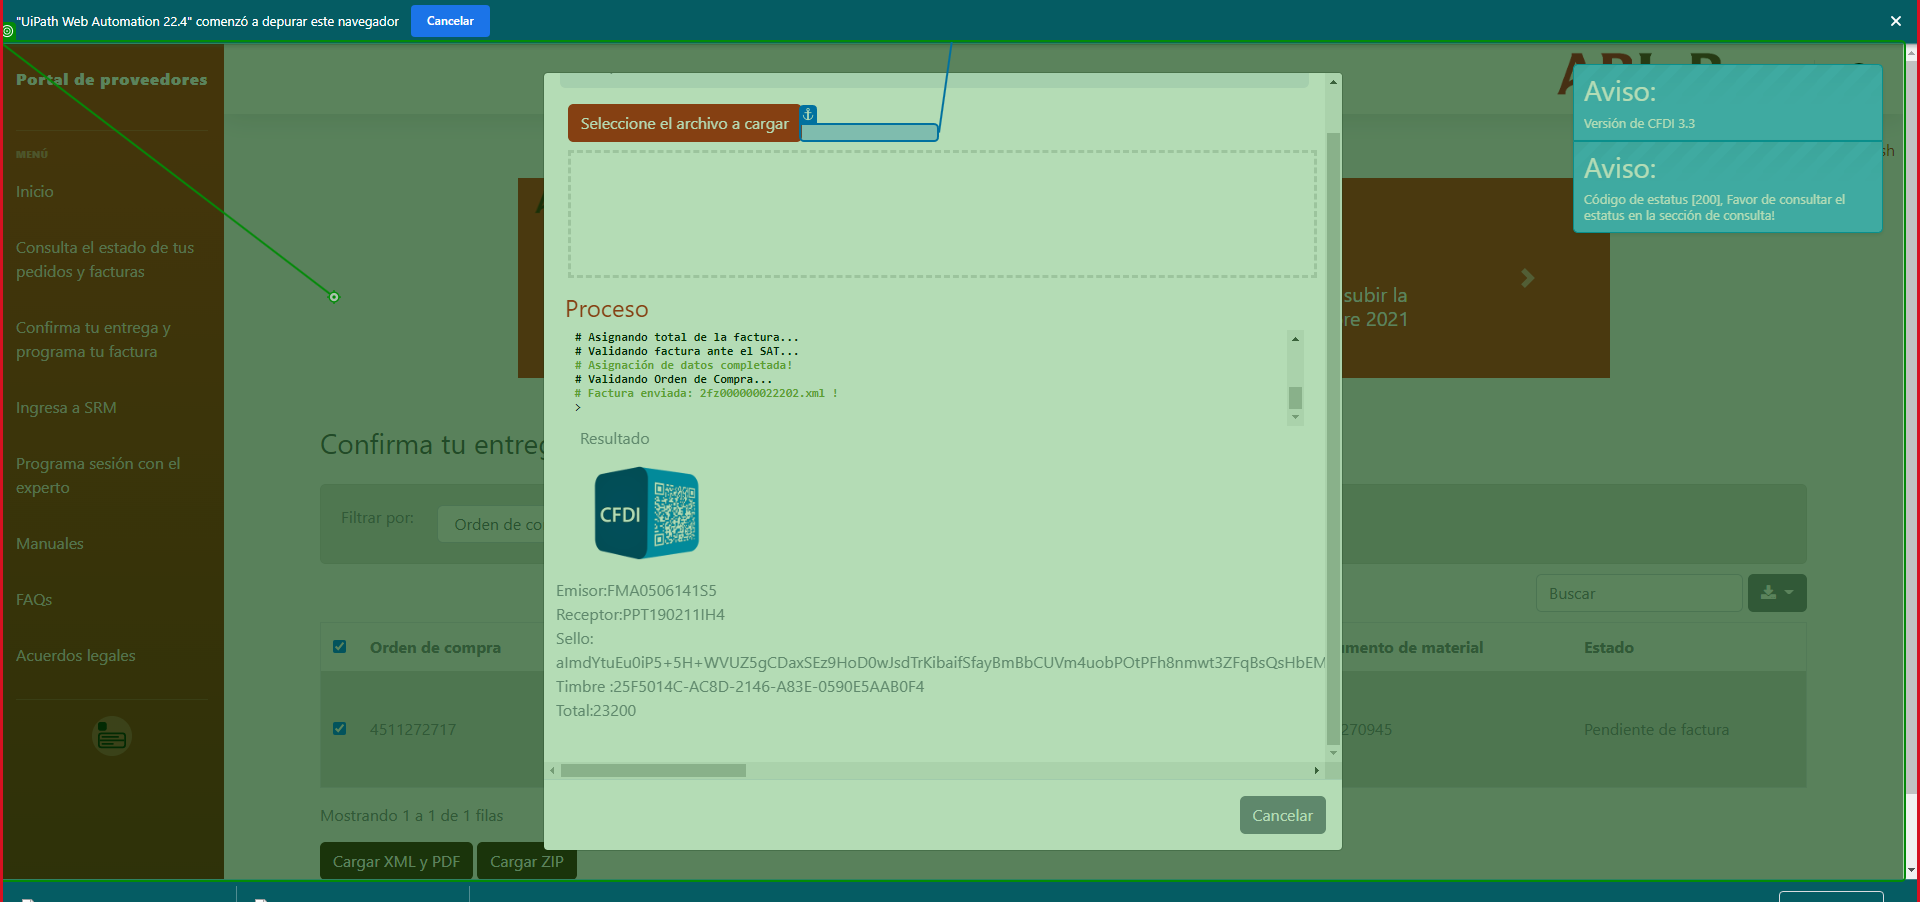 "UiPath Web Automation 22.4" comenzó a depurar este navegador
Cancelar
Portal de proveedores
MENÚ
Inicio
Consulta el estado de tus
pedidos y facturas
Confirma tu entrega y
programa tu factura
Ingresa a SRM
Programa sesión con el
experto
Manuales
FAQs
Acuerdos legales
Seleccione el archivo a cargar
Aviso:
Versión de CFDI 3.3
Aviso:
Código de estatus [200], Favor de consultar el
estatus en la sección de consulta!
sh
subir la
re 2021
Proceso
# Asignando total de la factura...
# Validando factura ante el SAT...
# Asignación de datos completada!
# Validando Orden de Compra...
# Factura enviada: 2fz000000022202.xml !
>
Resultado
CFDI
Emisor:FMA0506141S5
Receptor:PPT190211IH4
Sello:
aImdYtuEu0iP5+5H+WVUZ5gCDaxSEz9HoD0wJsdTrKibaifSfayBmBbCUVm4uobPOtPFh8nmwt3ZFqBsQsHbEM
Timbre :25F5014C-AC8D-2146-A83E-0590E5AAB0F4
Total:23200
Cancelar
Confirma tu entreg
Filtrar por:
Orden de co
Buscar
Orden de compra
umento de material
Estado
4511272717
270945
Pendiente de factura
Mostrando 1 a 1 de 1 filas
Cargar XML y PDF
Cargar ZIP